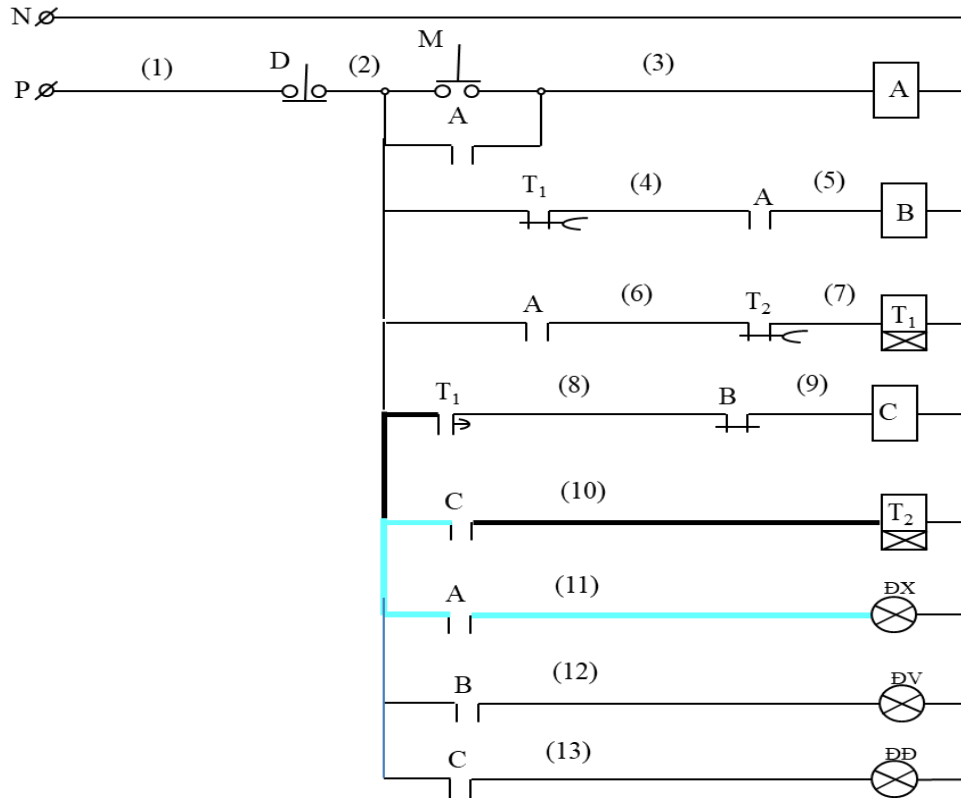 N
M
D
(1)
(2)
(3)
P
A
A
T1
(4)
A
(5)
B
A
(6)
T2
(7)
T1
T1
(8)
B
(9)
C
C
(10)
T2
A
(11)
ĐX
B
(12)
ĐV
C
(13)
ĐĐ